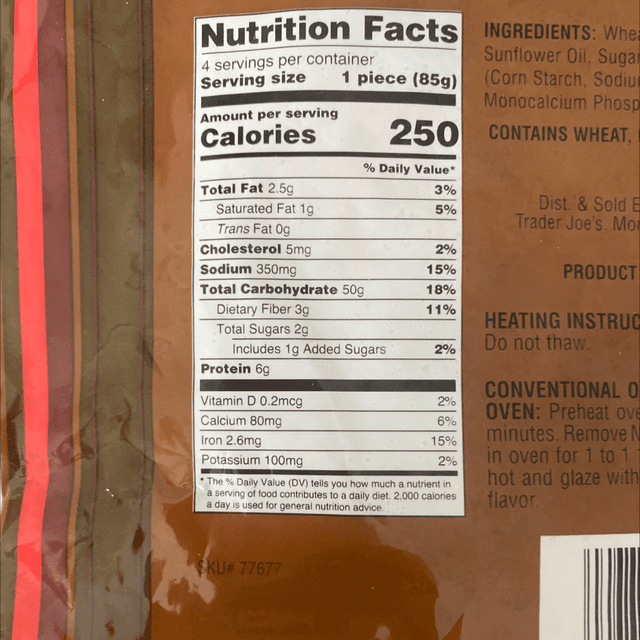 Nutrition Facts
4 servings per container
Serving size 1 piece (85g)
Amount per serving
Calories 250
% Daily Value*
Total Fat 2.5g 3%
Saturated Fat 1g 5%
Trans Fat 0g
Cholesterol 5mg 2%
Sodium 350mg 15%
Total Carbohydrate 50g 18%
Dietary Fiber 3g 11%
Total Sugars 2g
Includes 1g Added Sugars 2%
Protein 6g
Vitamin D 0.2mcg 2%
Calcium 80mg 6%
Iron 2.6mg 15%
Potassium 100mg 2%
* The % Daily Value (DV) tells you how much a nutrient in
a serving of food contributes to a daily diet. 2,000 calories
a day is used for general nutrition advice.
SKU# 77677
INGREDIENTS:
Sunflower Oil,
(Corn Starch,
Monocalcium
CONTAINS WHEAT,
Dist. & Sold
Trader Joe's,
PRODUCT
HEATING
Do not thaw.
CONVENTIONAL
OVEN: Preheat
minutes. Remove
in oven for 1 to
hot and glaze with
flavor.